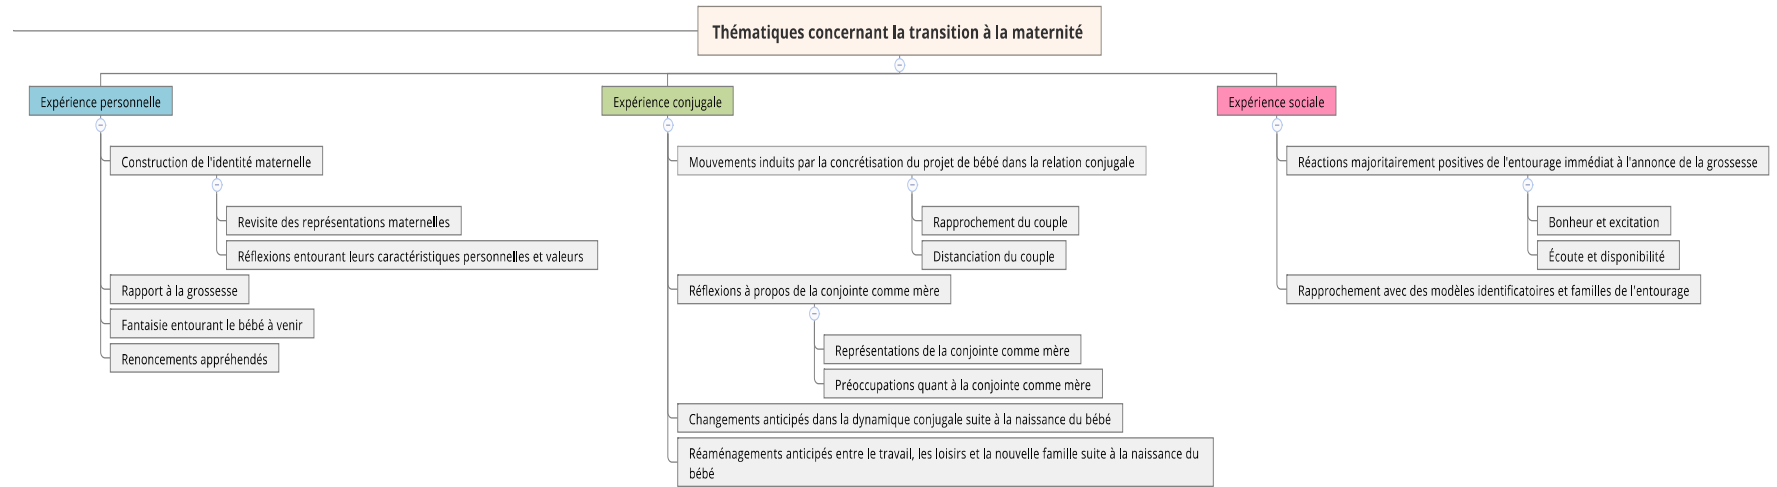 Thématiques concernant la transition à la maternité
Expérience personnelle
Construction de l'identité maternelle
Revisite des représentations maternelles
Réflexions entourant leurs caractéristiques personnelles et valeurs
Rapport à la grossesse
Fantaisie entourant le bébé à venir
Renoncements appréhendés
Expérience conjugale
Mouvements induits par la concrétisation du projet de bébé dans la relation conjugale
Rapprochement du couple
Distanciation du couple
Réflexions à propos de la conjointe comme mère
Représentations de la conjointe comme mère
Préoccupations quant à la conjointe comme mère
Changements anticipés dans la dynamique conjugale suite à la naissance du bébé
Réaménagements anticipés entre le travail, les loisirs et la nouvelle famille suite à la naissance du
bébé
Expérience sociale
Réactions majoritairement positives de l'entourage immédiat à l'annonce de la grossesse
Bonheur et excitation
Écoute et disponibilité
Rapprochement avec des modèles identificatoires et familles de l'entourage